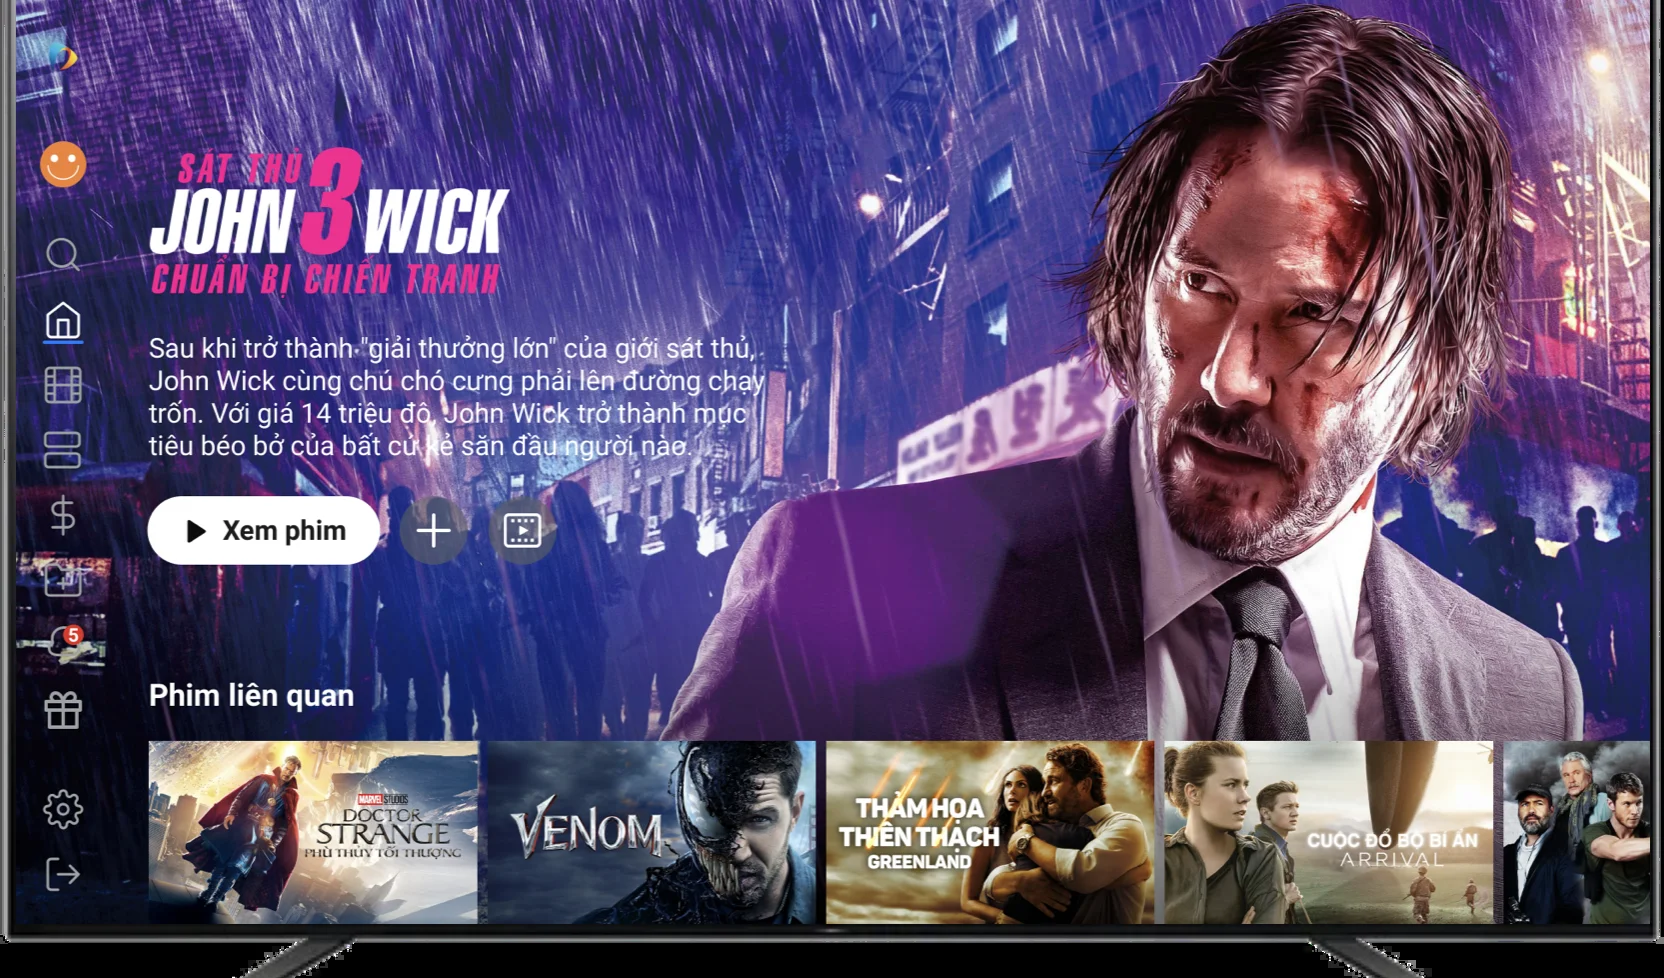 SÁT THỦ
JOHN 3 WICK
CHUẨN BỊ CHIẾN TRANH
Sau khi trở thành "giải thưởng lớn" của giới sát thủ,
John Wick cùng chú chó cưng phải lên đường chạy
trốn. Với giá 14 triệu đô, John Wick trở thành mục
tiêu béo bở của bất cứ kẻ săn đầu người nào.
Xem phim
5
Phim liên quan
MARVEL STUDIOS
DOCTOR
STRANGE
PHÙ THỦY TỐI THƯỢNG
VENOM
THẢM HỌA
THIÊN THẠCH
GREENLAND
CUỘC ĐỔ BỘ BÍ ẨN
ARRIVAL